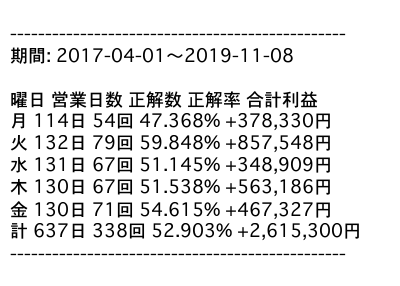 ------------------------------------------------
期間: 2017-04-01〜2019-11-08
曜日 営業日数 正解数 正解率 合計利益
月 114日 54回 47.368% +378,330円
火 132日 79回 59.848% +857,548円
水 131日 67回 51.145% +348,909円
木 130日 67回 51.538% +563,186円
金 130日 71回 54.615% +467,327円
計 637日 338回 52.903% +2,615,300円
------------------------------------------------